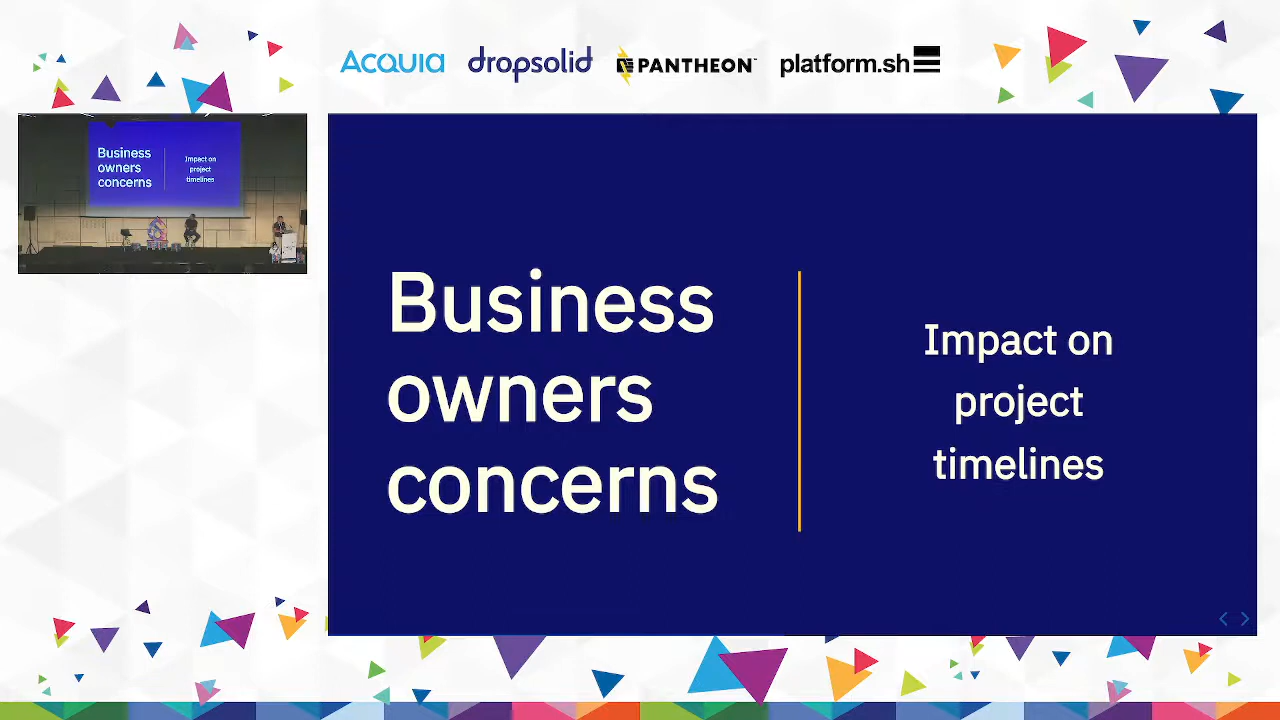 Acquia
dropsolid
PANTHEON
platform.sh
Business
owners
concerns
Impact on
project
timelines
Business
owners
concerns
Impact on
project
timelines